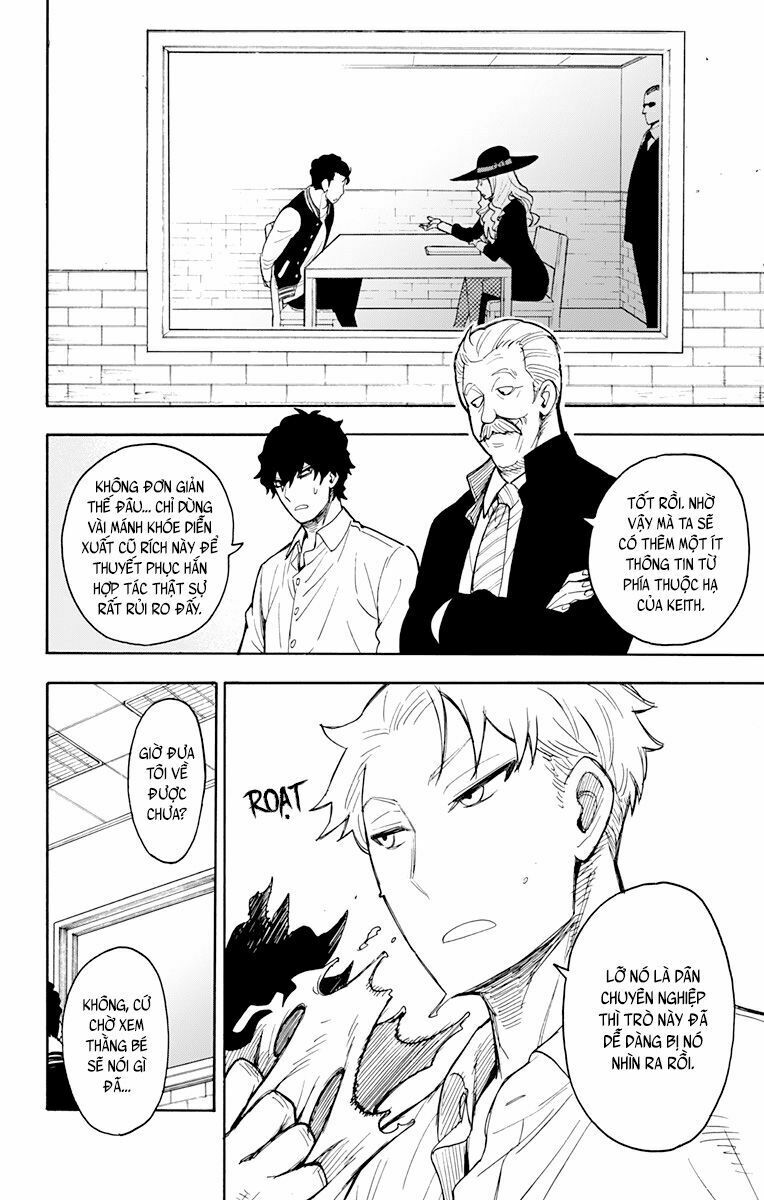 TỐT RỒI. NHỜ
VẬY MÀ TA SẼ
CÓ THÊM MỘT ÍT
THÔNG TIN TỪ
PHÍA THUỘC HẠ
CỦA KEITH.
KHÔNG ĐƠN GIẢN
THẾ ĐÂU... CHỈ DÙNG
VÀI MÁNH KHÓE DIỄN
XUẤT CŨ RÍCH NÀY ĐỂ
THUYẾT PHỤC HẮN
HỢP TÁC THẬT SỰ
RẤT RỦI RO ĐẤY.
ROẠT
LỠ NÓ LÀ DÂN
CHUYÊN NGHIỆP
THÌ TRÒ NÀY ĐÃ
DỄ DÀNG BỊ NÓ
NHÌN RA RỒI.
GIỜ ĐƯA
TÔI VỀ
ĐƯỢC
CHƯA?
KHÔNG, CỨ
CHỜ XEM
THẰNG BÉ
SẼ NÓI GÌ
ĐÃ...